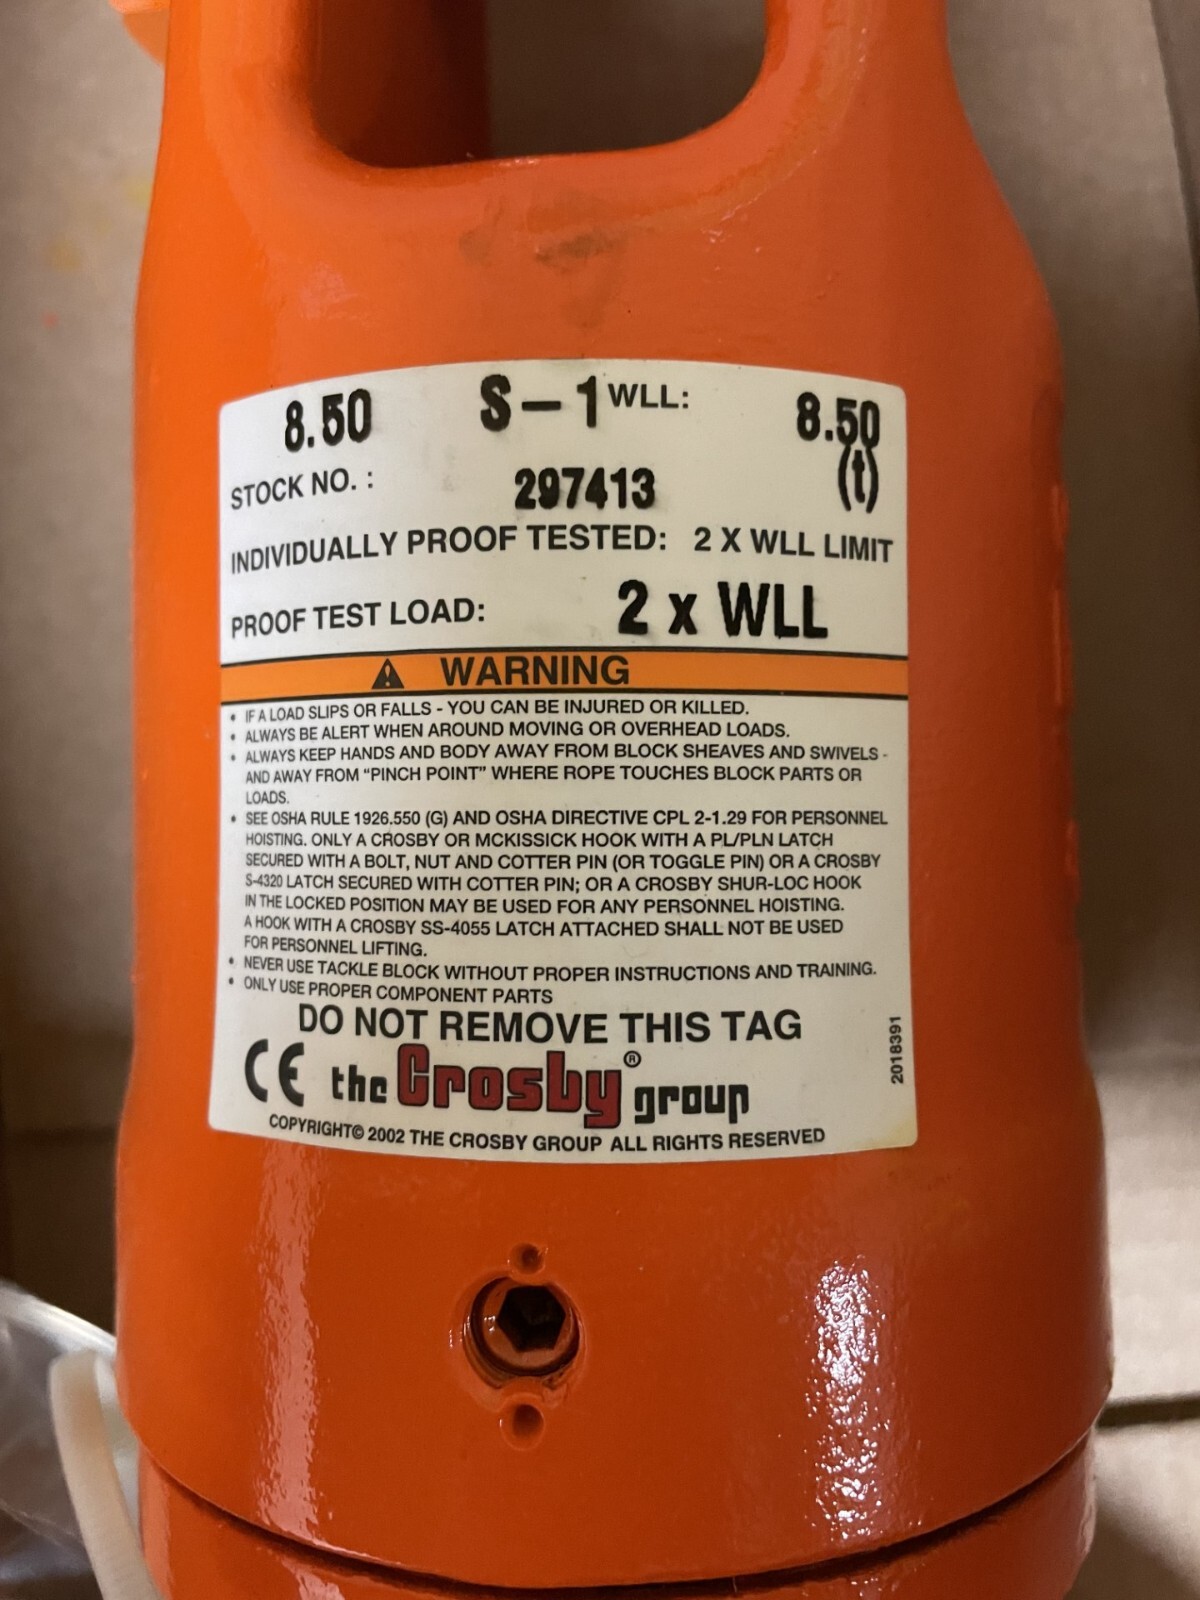 8.50 S-1 WLL: 8.50
(t)
STOCK NO. : 297413
INDIVIDUALLY PROOF TESTED: 2 X WLL LIMIT
PROOF TEST LOAD: 2 x WLL
WARNING
• IF A LOAD SLIPS OR FALLS - YOU CAN BE INJURED OR KILLED.
• ALWAYS BE ALERT WHEN AROUND MOVING OR OVERHEAD LOADS.
• ALWAYS KEEP HANDS AND BODY AWAY FROM BLOCK SHEAVES AND SWIVELS -
AND AWAY FROM “PINCH POINT” WHERE ROPE TOUCHES BLOCK PARTS OR
LOADS.
• SEE OSHA RULE 1926.550 (G) AND OSHA DIRECTIVE CPL 2-1.29 FOR PERSONNEL
HOISTING. ONLY A CROSBY OR MCKISSICK HOOK WITH A PL/PLN LATCH
SECURED WITH A BOLT, NUT AND COTTER PIN (OR TOGGLE PIN) OR A CROSBY
S-4320 LATCH SECURED WITH COTTER PIN; OR A CROSBY SHUR-LOC HOOK
IN THE LOCKED POSITION MAY BE USED FOR ANY PERSONNEL HOISTING.
A HOOK WITH A CROSBY SS-4055 LATCH ATTACHED SHALL NOT BE USED
FOR PERSONNEL LIFTING.
• NEVER USE TACKLE BLOCK WITHOUT PROPER INSTRUCTIONS AND TRAINING.
• ONLY USE PROPER COMPONENT PARTS
DO NOT REMOVE THIS TAG
CE the Crosby® group
COPYRIGHT© 2002 THE CROSBY GROUP ALL RIGHTS RESERVED
2018391